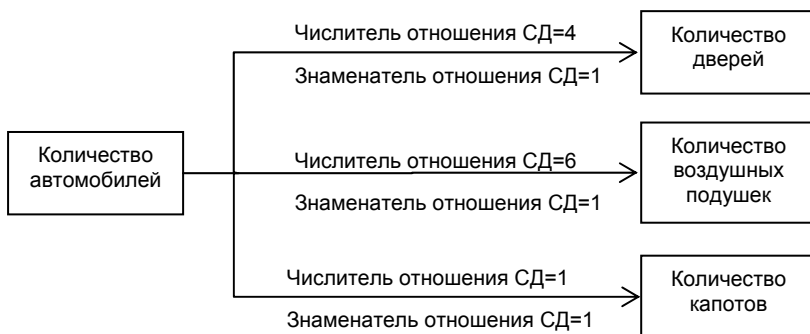 Числитель отношения СД=4
Знаменатель отношения СД=1
Количество
дверей
Количество
автомобилей
Числитель отношения СД=6
Знаменатель отношения СД=1
Количество
воздушных
подушек
Числитель отношения СД=1
Знаменатель отношения СД=1
Количество
капотов